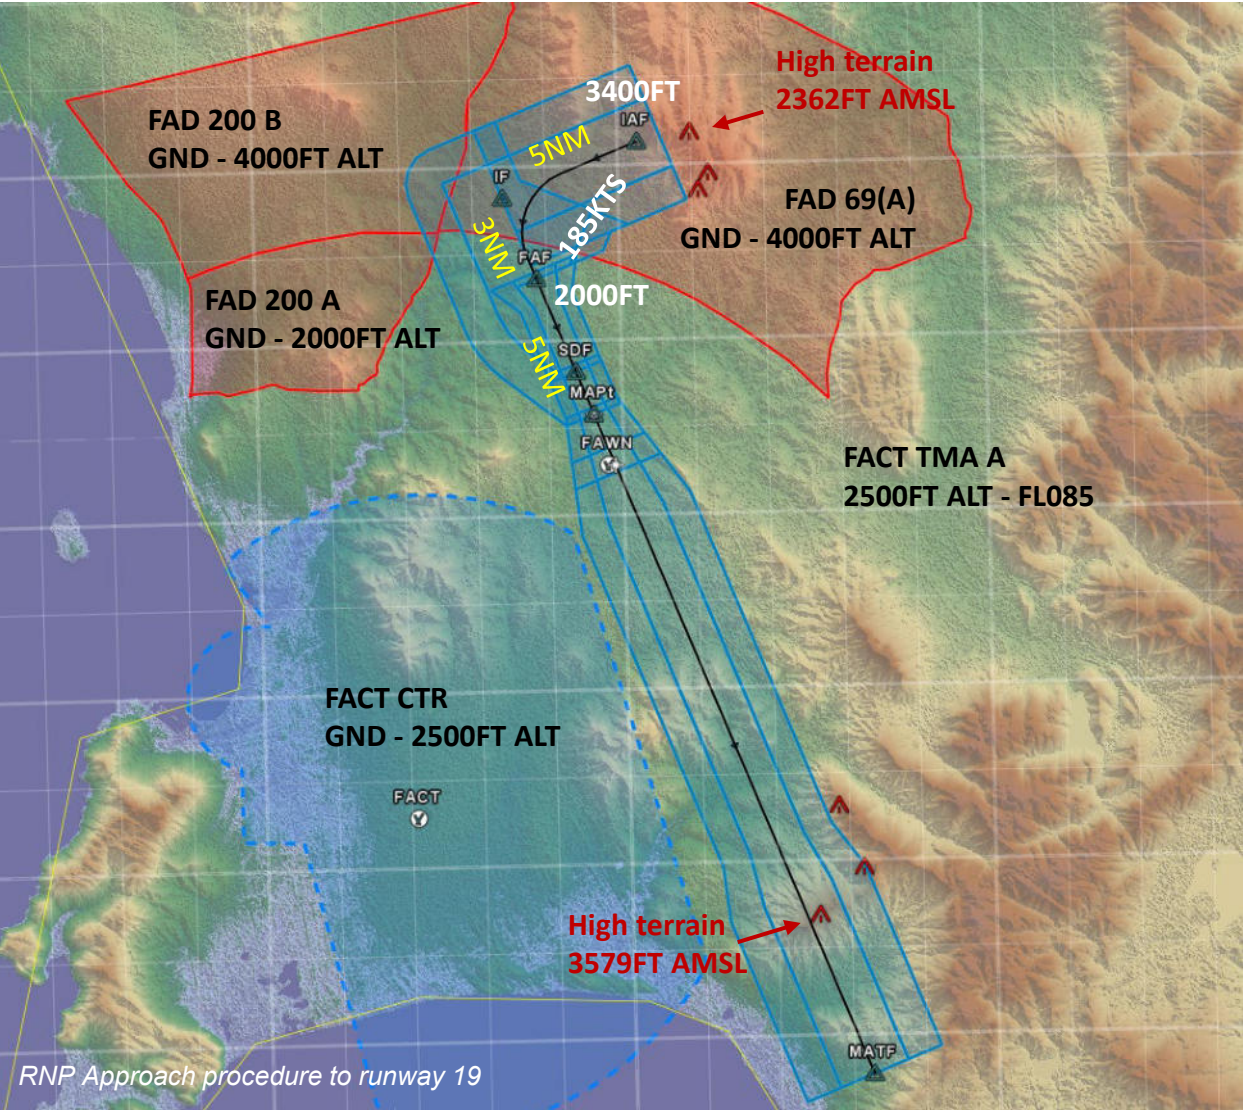 High terrain
2362FT AMSL
3400FT
IAF
FAD 200 B
GND - 4000FT ALT
5NM
IF
185KTS
FAD 69(A)
GND - 4000FT ALT
3NM
FAF
2000FT
FAD 200 A
GND - 2000FT ALT
SDF
5NM
MAPt
FAWN
FACT TMA A
2500FT ALT - FL085
FACT CTR
GND - 2500FT ALT
FACT
High terrain
3579FT AMSL
MATF
RNP Approach procedure to runway 19